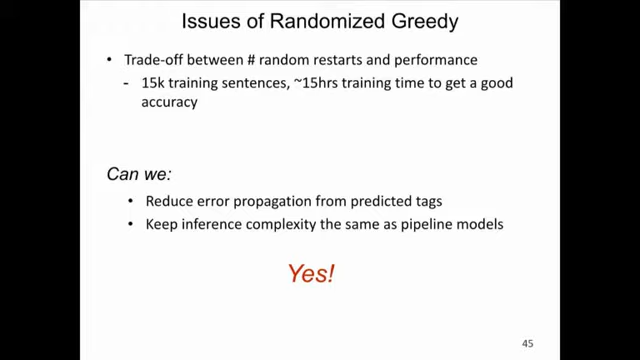 Issues of Randomized Greedy
• Trade-off between # random restarts and performance
- 15k training sentences, ~15hrs training time to get a good
accuracy
Can we:
• Reduce error propagation from predicted tags
• Keep inference complexity the same as pipeline models
Yes!
45